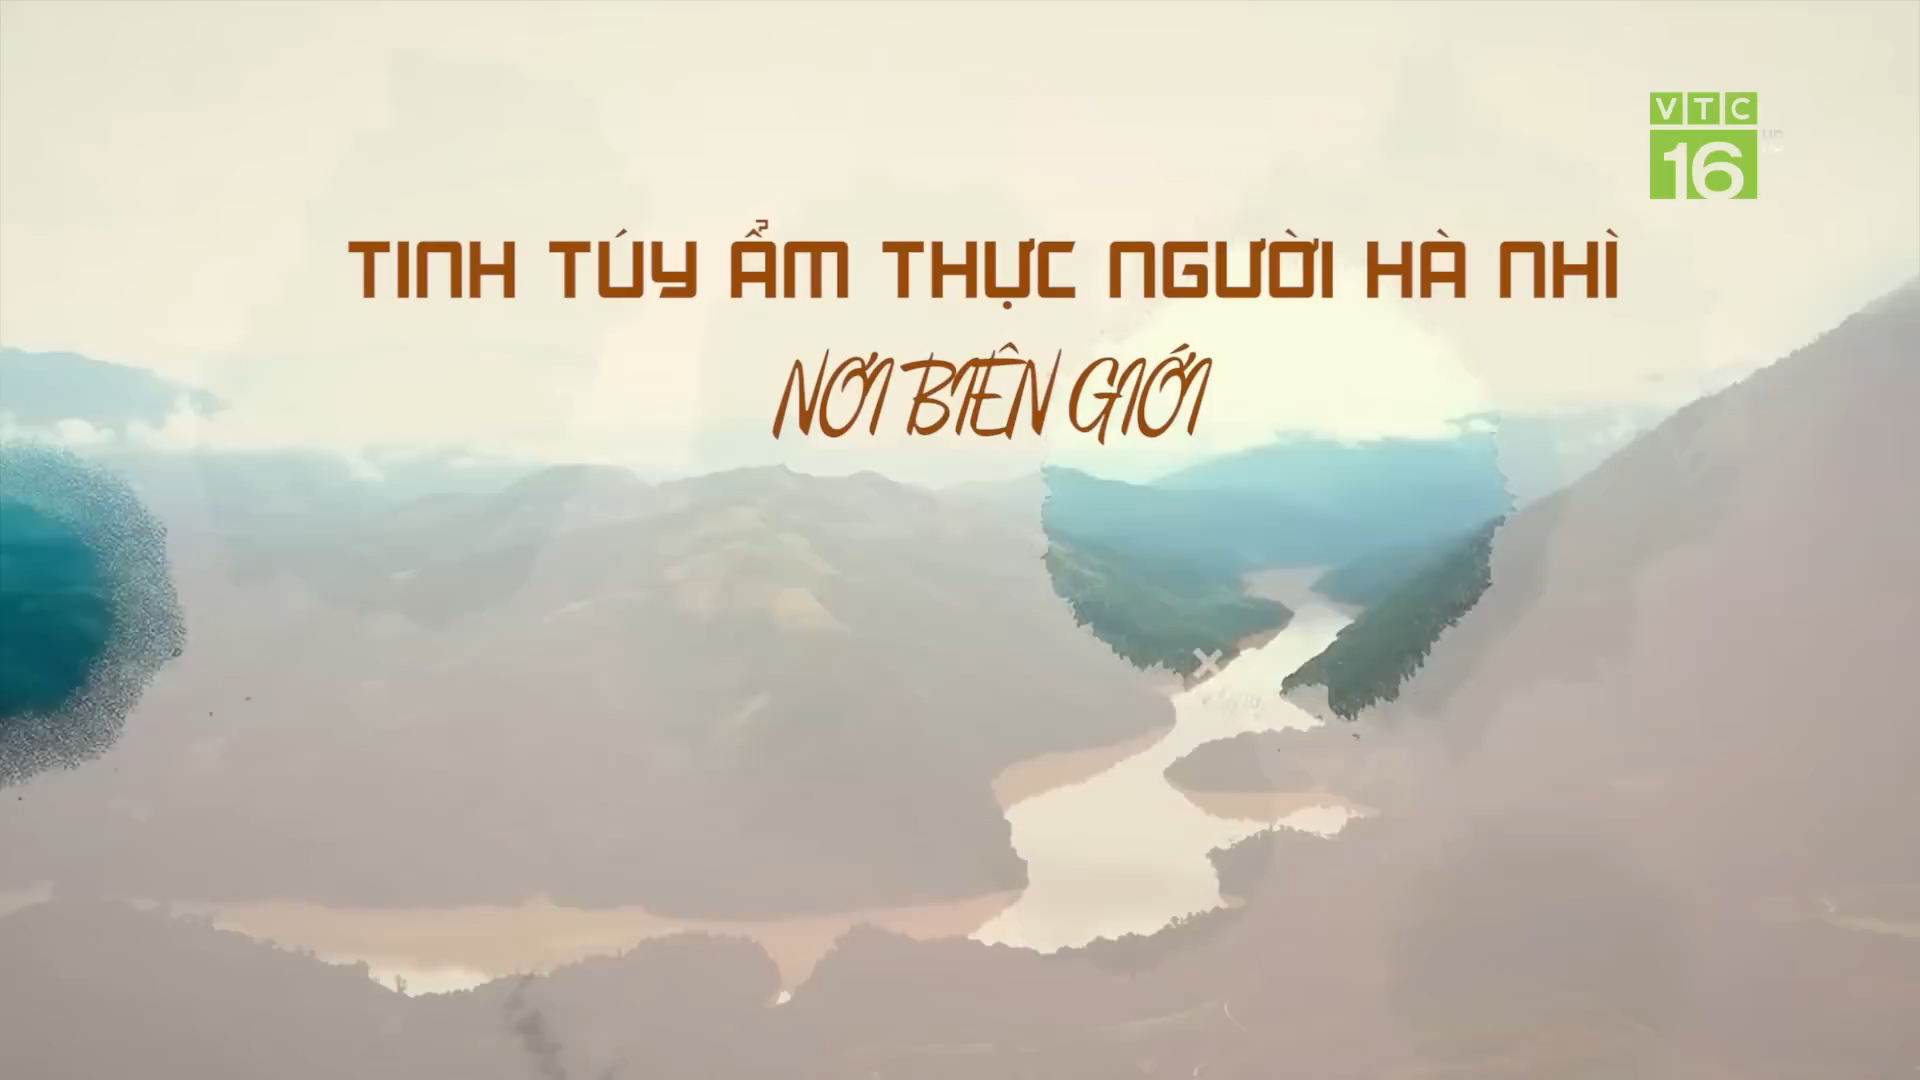 VTC
16
TINH TÚY ẨM THỰC NGƯỜI HÀ NHÌ
NƠI BIÊN GIỚI